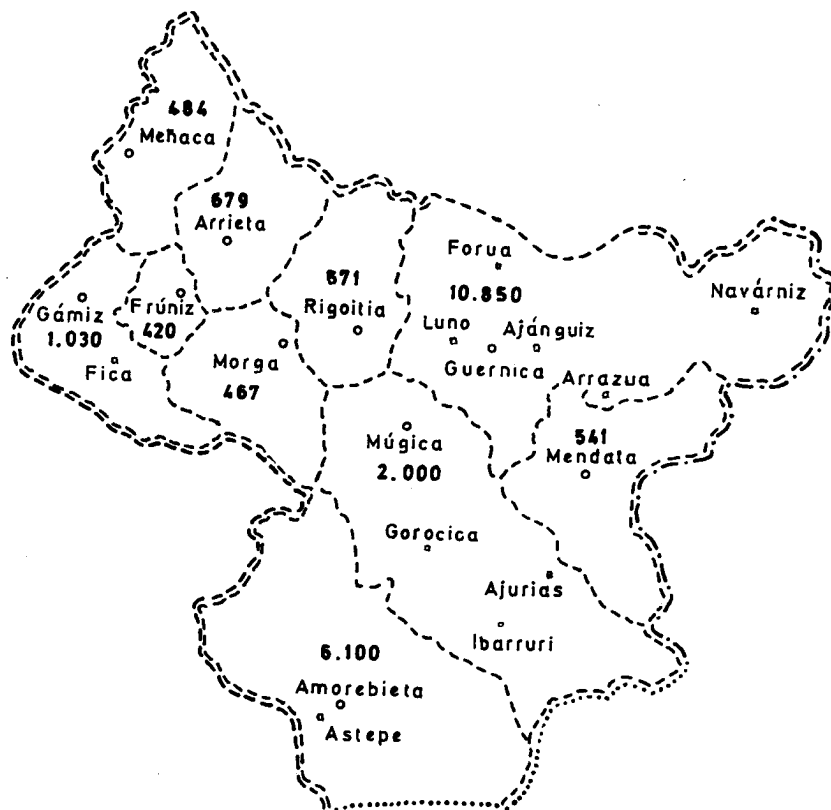 484
Meñaca
679
Arrieta
Forua
671
10.850
Navárniz
Gámiz
Frúniz
Rigoitia
1.030
420
Luno
Ajánguiz
Fica
Morga
Guernica
Arrazua
467
Múgica
541
2.000
Mendata
Gorocica
Ajurias
Ibarruri
6.100
Amorebieta
Astepe